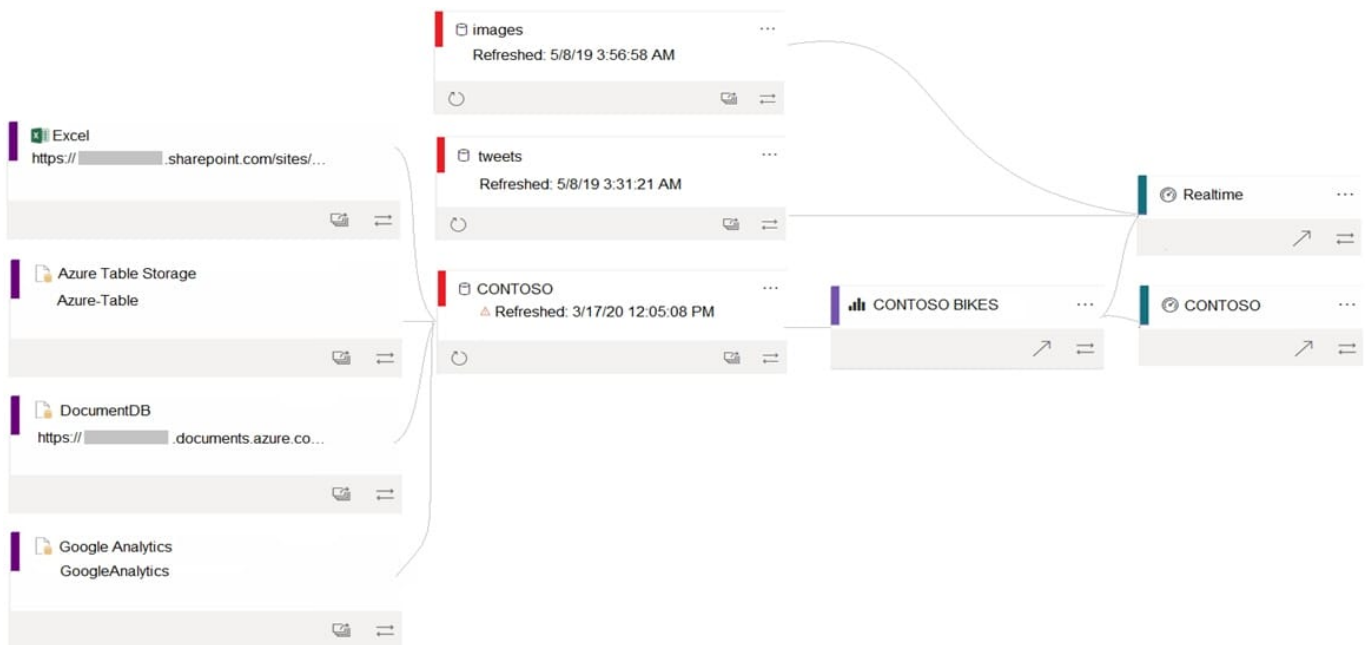 Excel
https:// .sharepoint.com/sites/...
Azure Table Storage
Azure-Table
DocumentDB
https:// .documents.azure.co...
Google Analytics
GoogleAnalytics
images
Refreshed: 5/8/19 3:56:58 AM
tweets
Refreshed: 5/8/19 3:31:21 AM
CONTOSO
Refreshed: 3/17/20 12:05:08 PM
CONTOSO BIKES
Realtime
CONTOSO